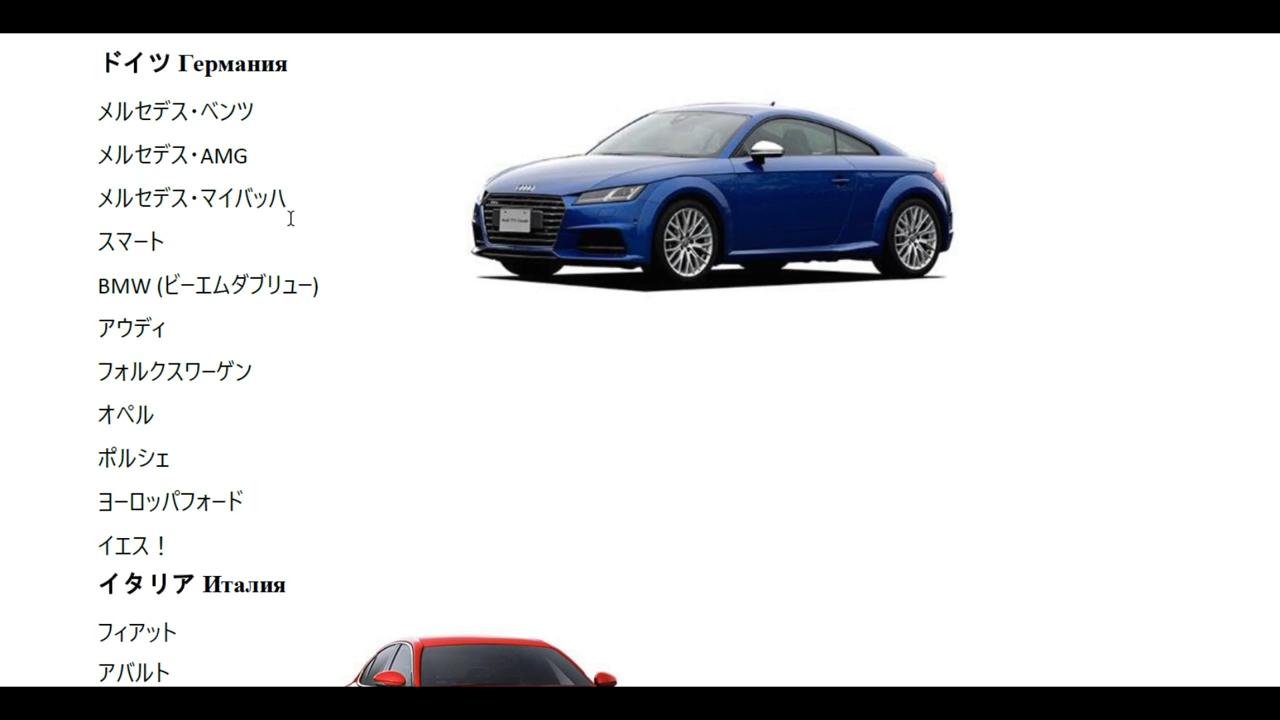 ドイツ Германия
メルセデス・ベンツ
メルセデス・AMG
メルセデス・マイバッハ
スマート
BMW (ビーエムダブリュー)
アウディ
フォルクスワーゲン
オペル
ポルシェ
ヨーロッパフォード
イエス！
イタリア Италия
フィアット
アバルト